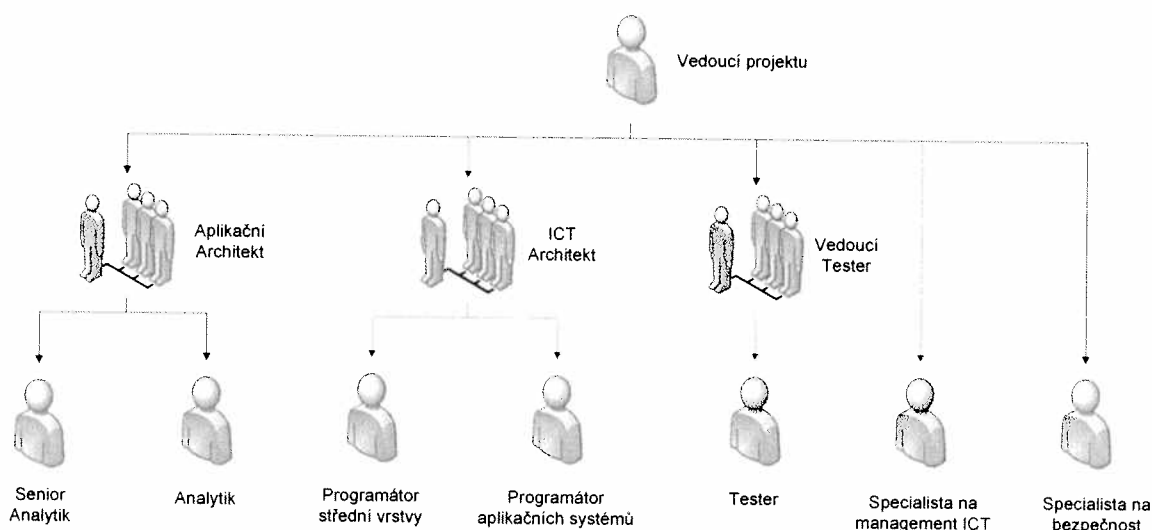 Vedoucí projektu
Aplikační
Architekt
ICT
Architekt
Vedoucí
Tester
Senior
Analytik
Analytik
Programátor
střední vrstvy
Programátor
aplikačních systémů
Tester
Specialista na
management ICT
Specialista na
bezpečnost